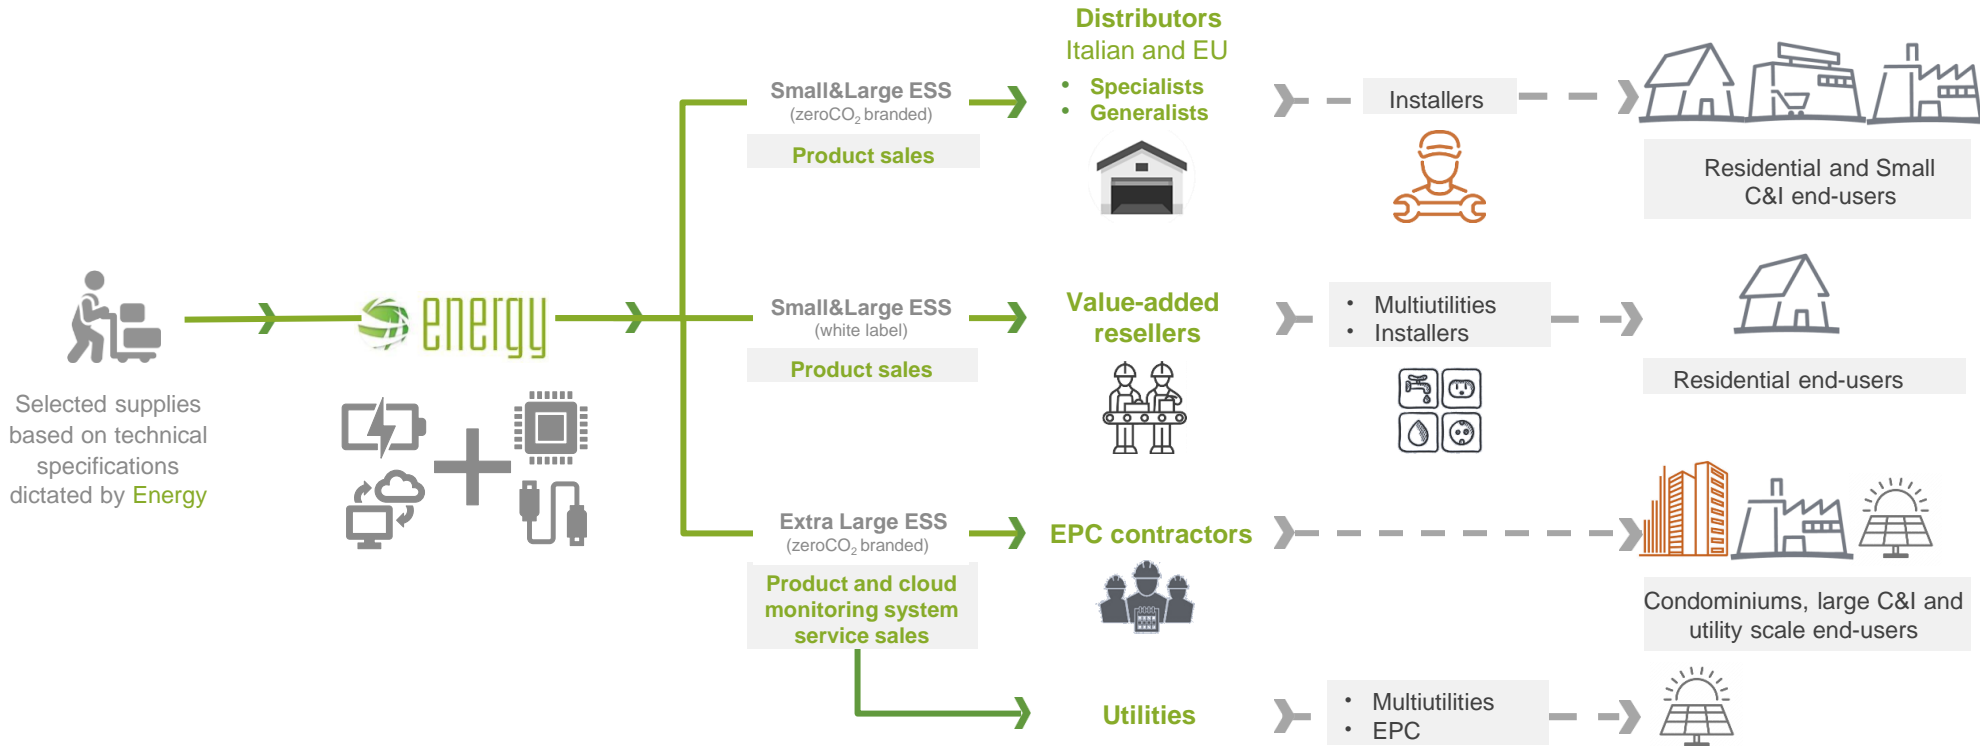 Selected supplies
based on technical
specifications
dictated by Energy
energy
Small&Large ESS
(zeroCO₂ branded)
Product sales
Distributors
Italian and EU
• Specialists
• Generalists
Installers
Residential and Small
C&I end-users
Small&Large ESS
(white label)
Product sales
Value-added
resellers
• Multiutilities
• Installers
Residential end-users
Extra Large ESS
(zeroCO₂ branded)
Product and cloud
monitoring system
service sales
EPC contractors
Condominiums, large C&I and
utility scale end-users
Utilities
• Multiutilities
• EPC